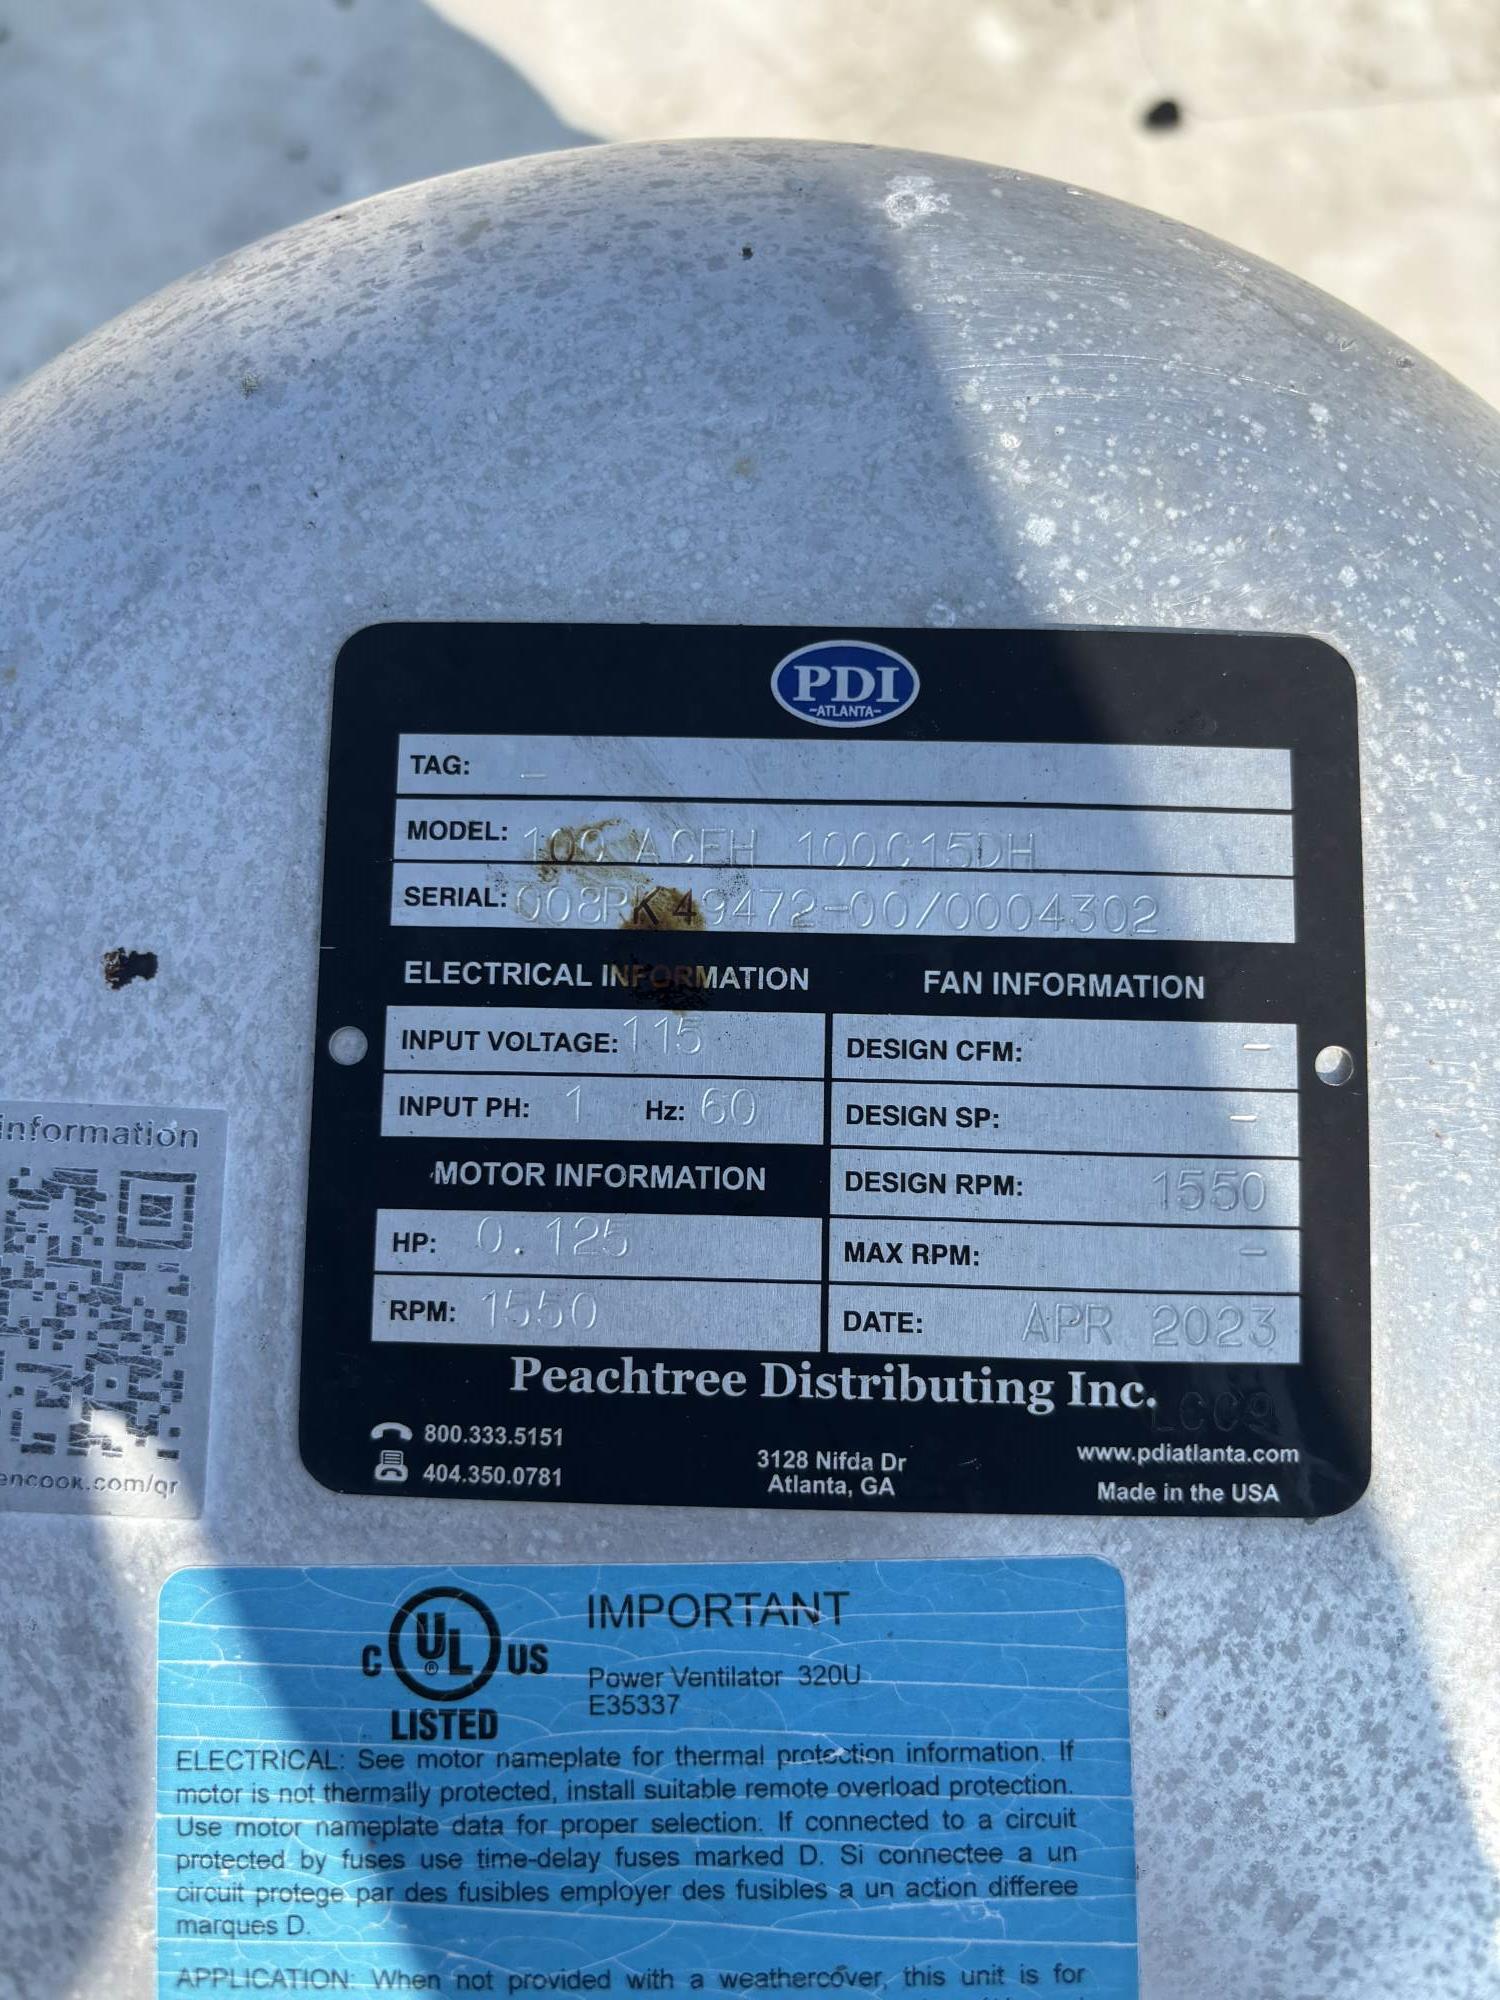 PDI
-ATLANTA-
TAG: –
MODEL: 100 ACEH 100C15DH
SERIAL: 008PK49472-00/0004302
ELECTRICAL INFORMATION
INPUT VOLTAGE: 115
INPUT PH: 1 Hz: 60
MOTOR INFORMATION
HP: 0.125
RPM: 1550
FAN INFORMATION
DESIGN CFM: –
DESIGN SP: –
DESIGN RPM: 1550
MAX RPM: –
DATE: APR 2023
Peachtree Distributing Inc.
800.333.5151
404.350.0781
3128 Nifda Dr
Atlanta, GA
www.pdiatlanta.com
Made in the USA
information
encook.com/qr
C UL ® US
LISTED
IMPORTANT
Power Ventilator 320U
E35337
ELECTRICAL: See motor nameplate for thermal protection information. If
motor is not thermally protected, install suitable remote overload protection.
Use motor nameplate data for proper selection. If connected to a circuit
protected by fuses use time-delay fuses marked D. Si connectee a un
circuit protege par des fusibles employer des fusibles a un action differee
marques D.
APPLICATION: When not provided with a weathercover, this unit is for